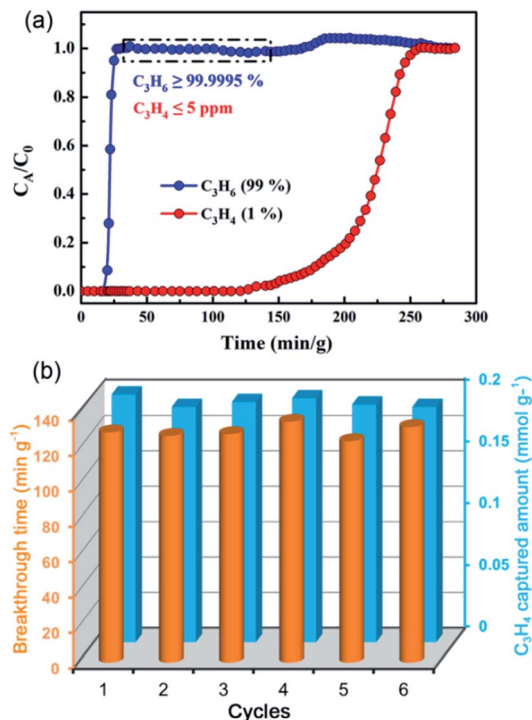 (a)
1.0
0.8
0.6
0.4
0.2
0.0
C_A/C_0
C₃H₆ ≥ 99.9995 %
C₃H₄ ≤ 5 ppm
C₃H₆ (99 %)
C₃H₄ (1 %)
0 50 100 150 200 250 300
Time (min/g)
(b)
140
120
100
80
60
40
20
0
Breakthrough time (min g⁻¹)
0.2
0.15
0.1
0.05
0
C₃H₄ captured amount (mmol g-¹)
1 2 3 4 5 6
Cycles